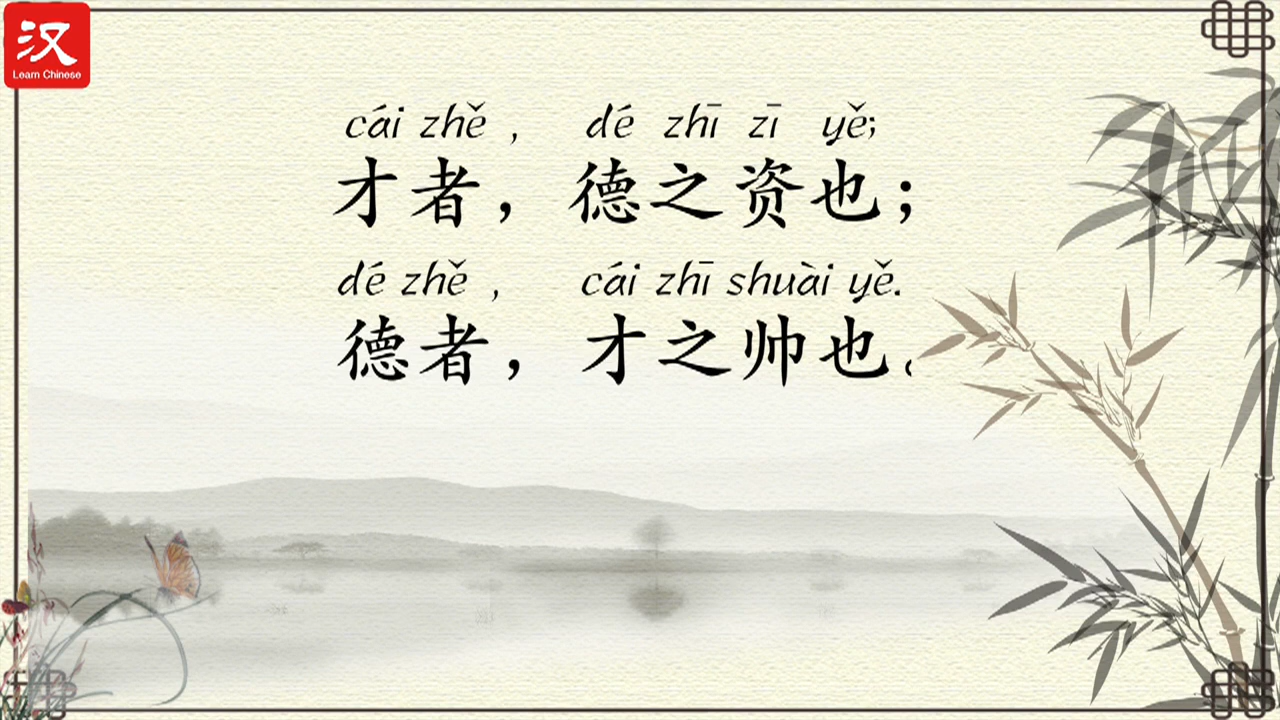 汉
Learn Chinese
cái zhě , dé zhī zī yě;
才者，德之资也；
dé zhě , cái zhī shuài yě.
德者，才之帅也。